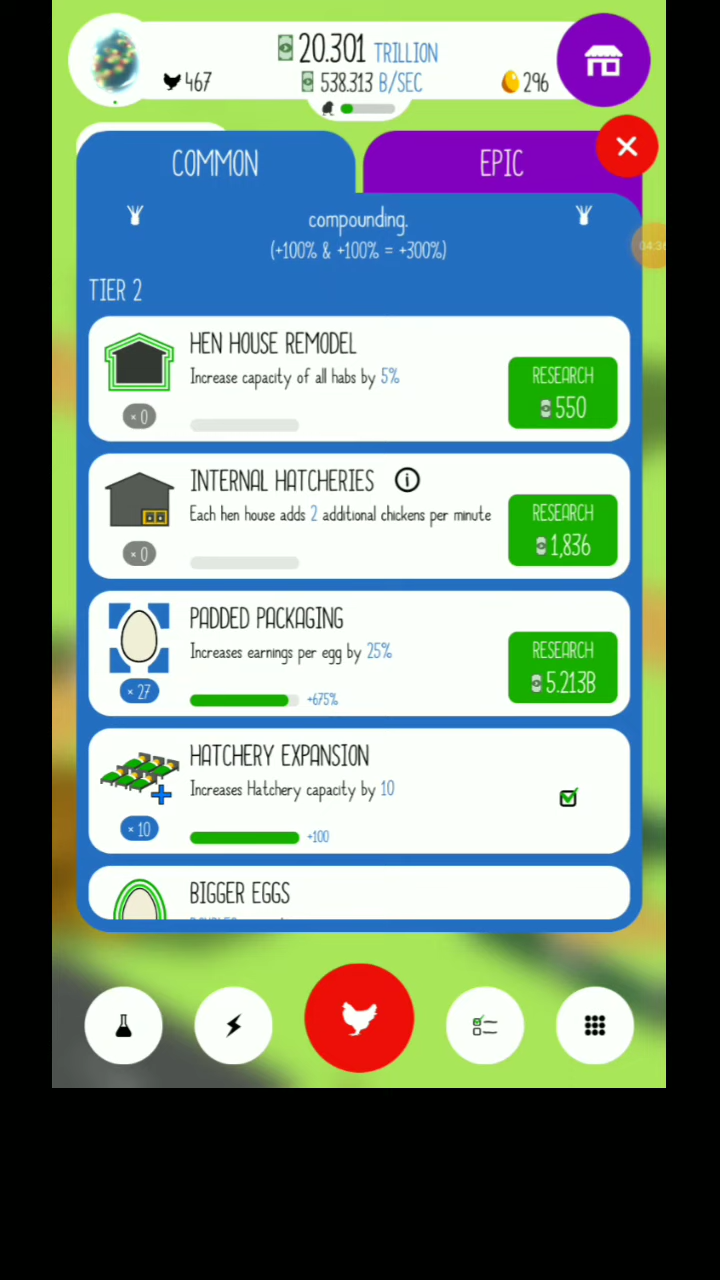 20.301 TRILLION
467
538.313 B/SEC
296
COMMON
EPIC
compounding.
(+100% & +100% = +300%)
TIER 2
HEN HOUSE REMODEL
Increase capacity of all habs by 5%
RESEARCH
550
× 0
INTERNAL HATCHERIES
Each hen house adds 2 additional chickens per minute
RESEARCH
1,836
× 0
PADDED PACKAGING
Increases earnings per egg by 25%
RESEARCH
5.213B
× 27
+675%
HATCHERY EXPANSION
Increases Hatchery capacity by 10
× 10
+100
BIGGER EGGS